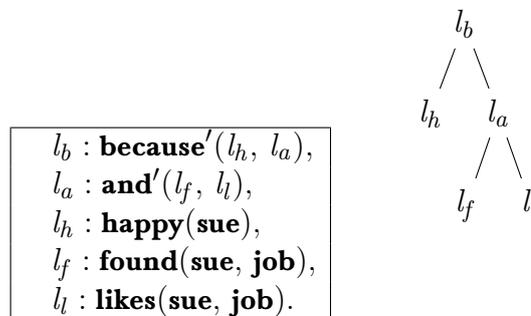 l_b
l_h l_a
l_f l
l_b : because′(l_h, l_a),
l_a : and′(l_f, l_l),
l_h : happy(sue),
l_f : found(sue, job),
l_l : likes(sue, job).